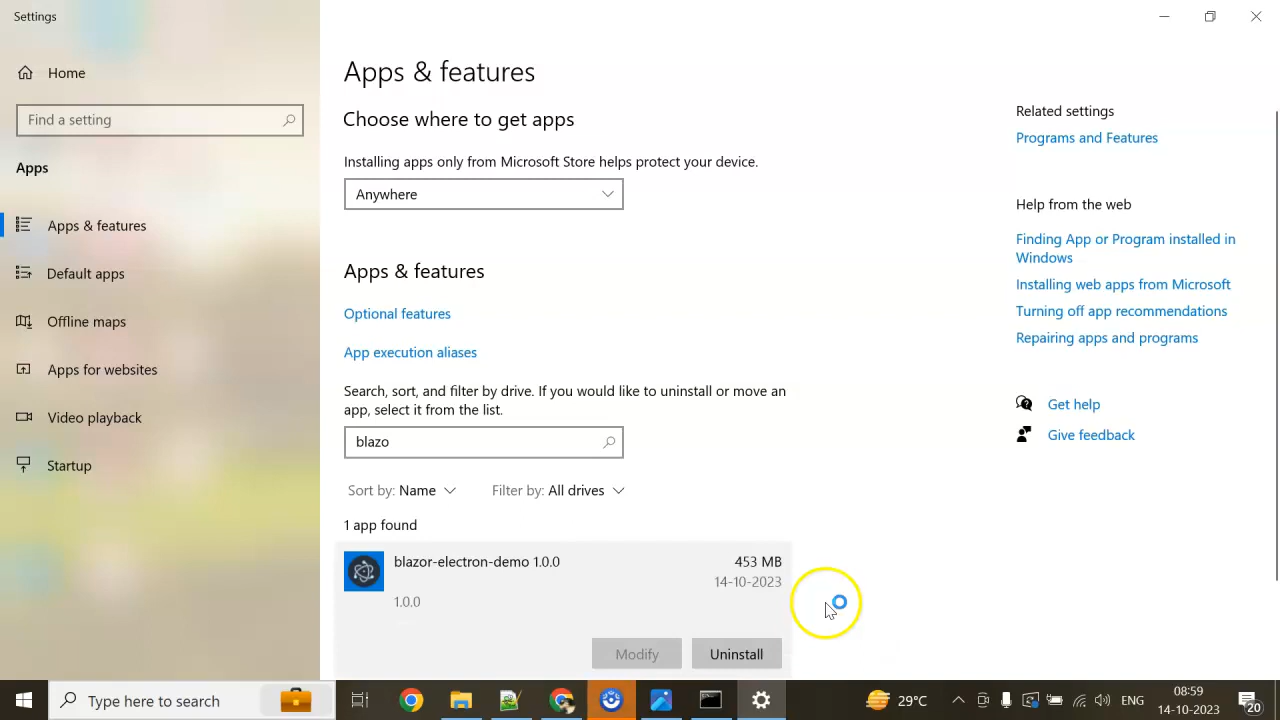 Settings
Home
Find a setting
Apps
Apps & features
Default apps
Offline maps
Apps for websites
Video playback
Startup
Apps & features
Choose where to get apps
Installing apps only from Microsoft Store helps protect your device.
Anywhere
Apps & features
Optional features
App execution aliases
Search, sort, and filter by drive. If you would like to uninstall or move an
app, select it from the list.
blazo
Sort by: Name
Filter by: All drives
1 app found
blazor-electron-demo 1.0.0
453 MB
14-10-2023
1.0.0
Modify
Uninstall
Related settings
Programs and Features
Help from the web
Finding App or Program installed in
Windows
Installing web apps from Microsoft
Turning off app recommendations
Repairing apps and programs
Get help
Give feedback
Type here to search
29°C
ENG
08:59
14-10-2023
20